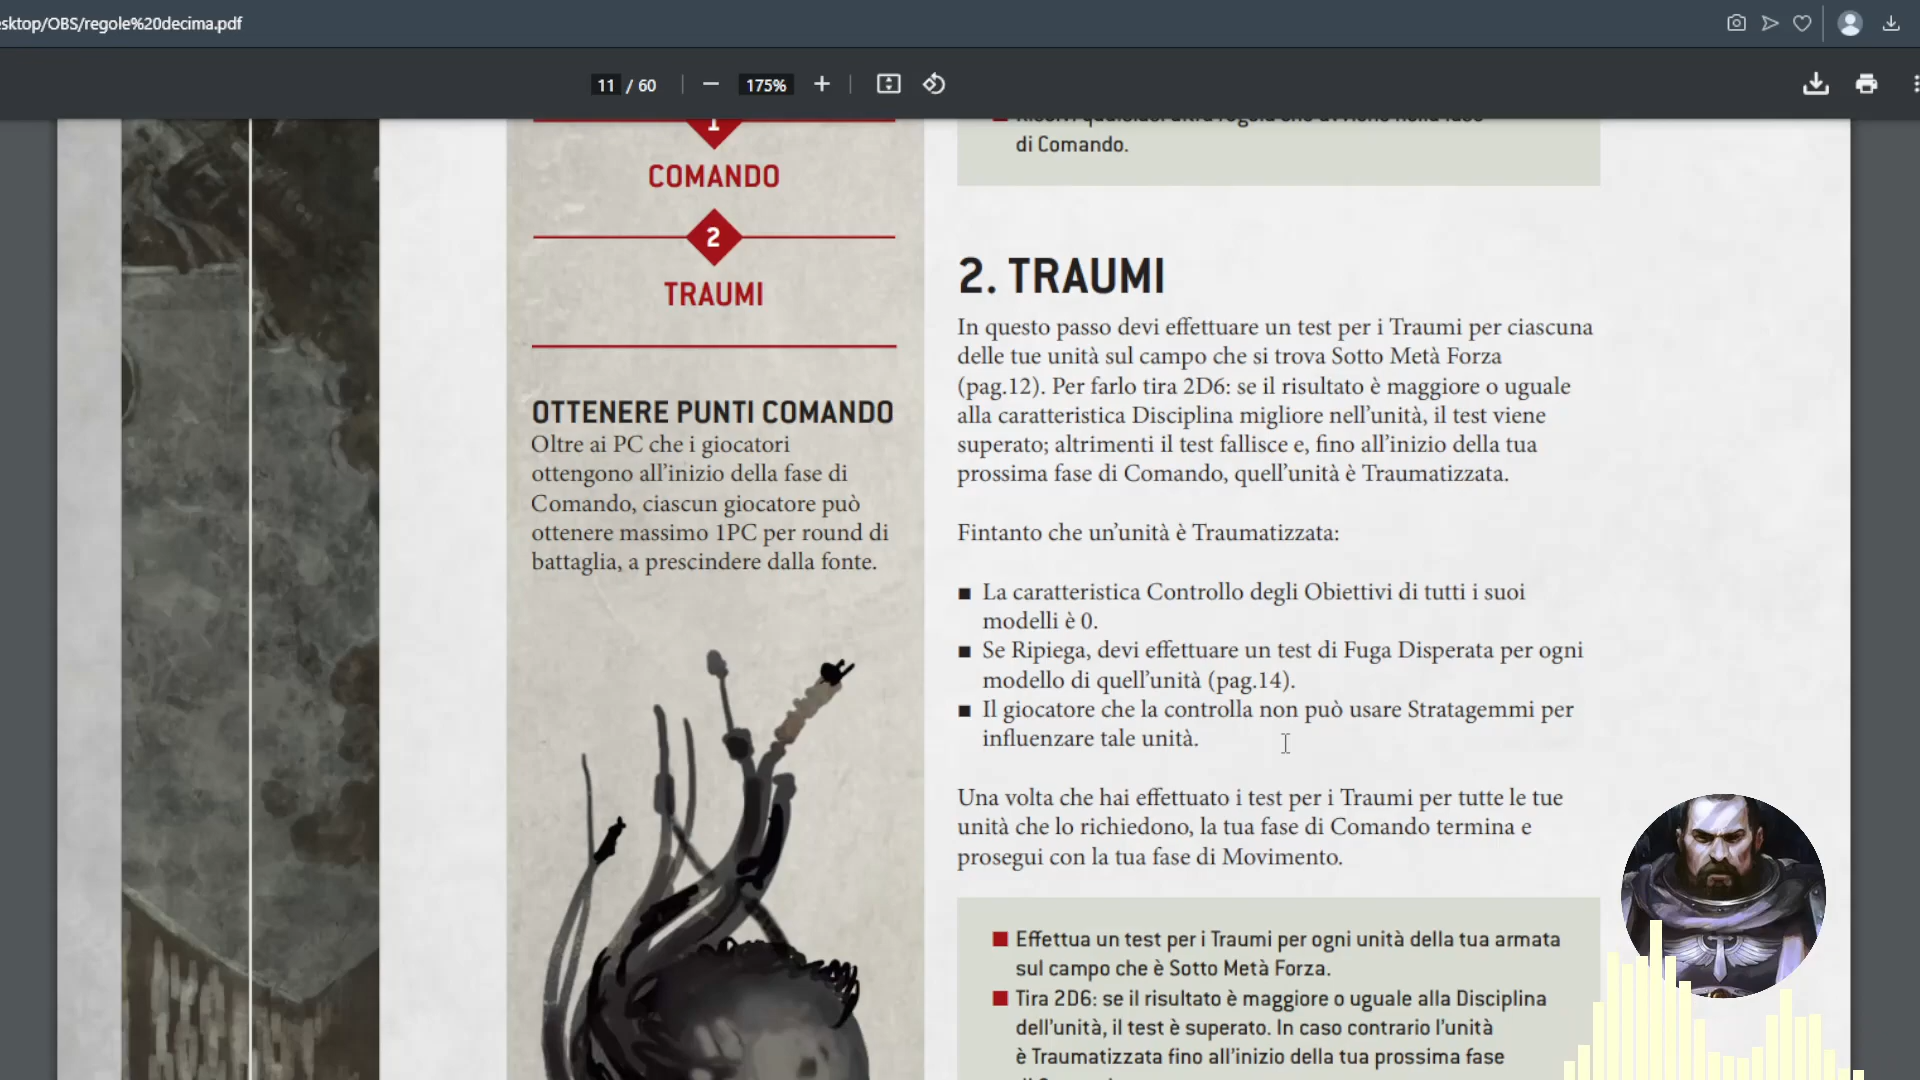 sktop/OBS/regole%20decima.pdf
11 / 60
175%
1
COMANDO
2
TRAUMI
OTTENERE PUNTI COMANDO
Oltre ai PC che i giocatori
ottengono all'inizio della fase di
Comando, ciascun giocatore può
ottenere massimo 1PC per round di
battaglia, a prescindere dalla fonte.
di Comando.
2. TRAUMI
In questo passo devi effettuare un test per i Traumi per ciascuna
delle tue unità sul campo che si trova Sotto Metà Forza
(pag.12). Per farlo tira 2D6: se il risultato è maggiore o uguale
alla caratteristica Disciplina migliore nell'unità, il test viene
superato; altrimenti il test fallisce e, fino all'inizio della tua
prossima fase di Comando, quell'unità è Traumatizzata.
Fintanto che un'unità è Traumatizzata:
■ La caratteristica Controllo degli Obiettivi di tutti i suoi
modelli è 0.
■ Se Ripiega, devi effettuare un test di Fuga Disperata per ogni
modello di quell'unità (pag.14).
■ Il giocatore che la controlla non può usare Stratagemmi per
influenzare tale unità.
Una volta che hai effettuato i test per i Traumi per tutte le tue
unità che lo richiedono, la tua fase di Comando termina e
prosegui con la tua fase di Movimento.
■ Effettua un test per i Traumi per ogni unità della tua armata
sul campo che è Sotto Metà Forza.
■ Tira 2D6: se il risultato è maggiore o uguale alla Disciplina
dell'unità, il test è superato. In caso contrario l'unità
è Traumatizzata fino all'inizio della tua prossima fase